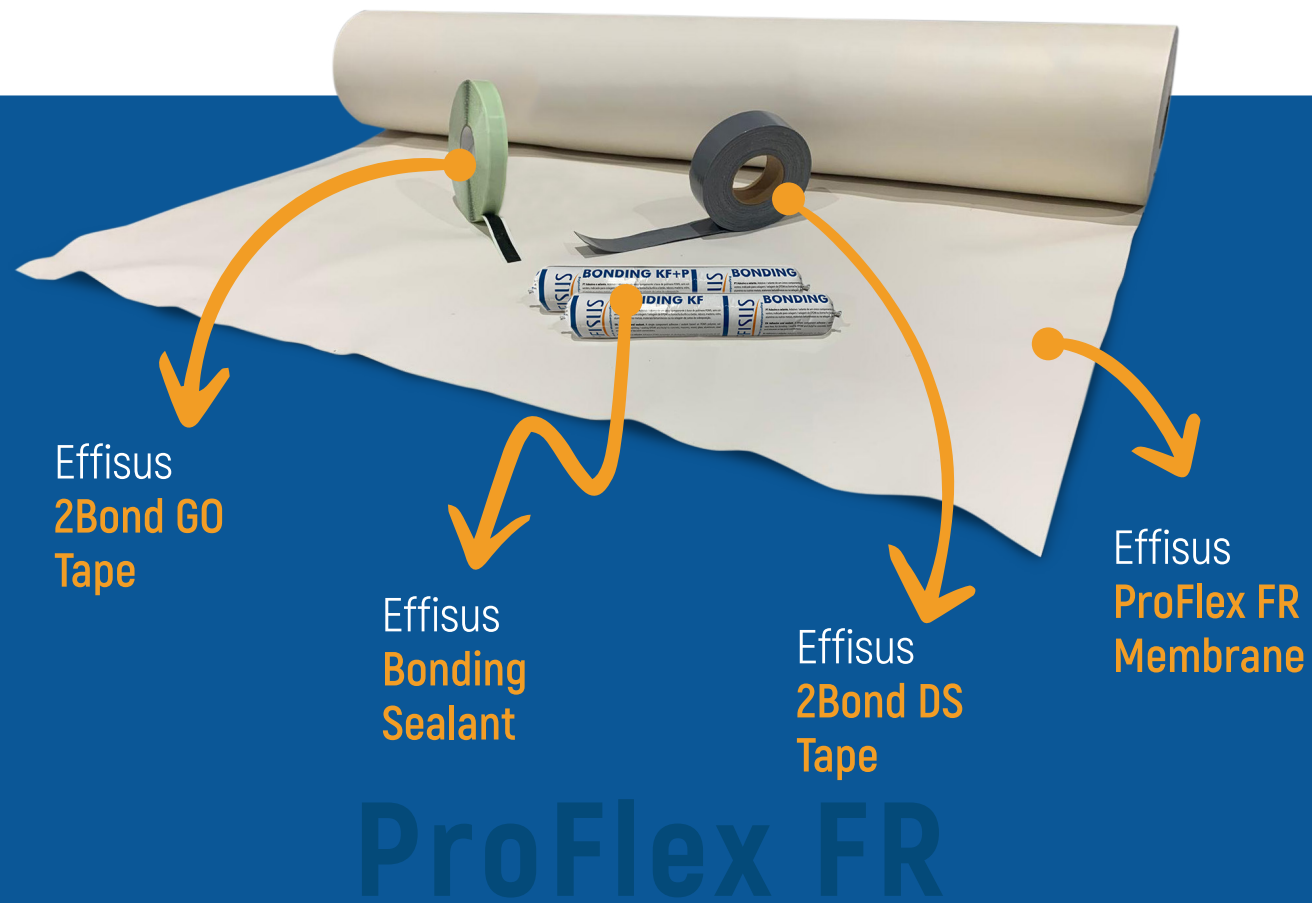 BONDING KF+P
BONDING
NDING KF
BONDING
Effisus
2Bond GO
Tape
Effisus
Bonding
Sealant
Effisus
2Bond DS
Tape
Effisus
ProFlex FR
Membrane
ProFlex FR